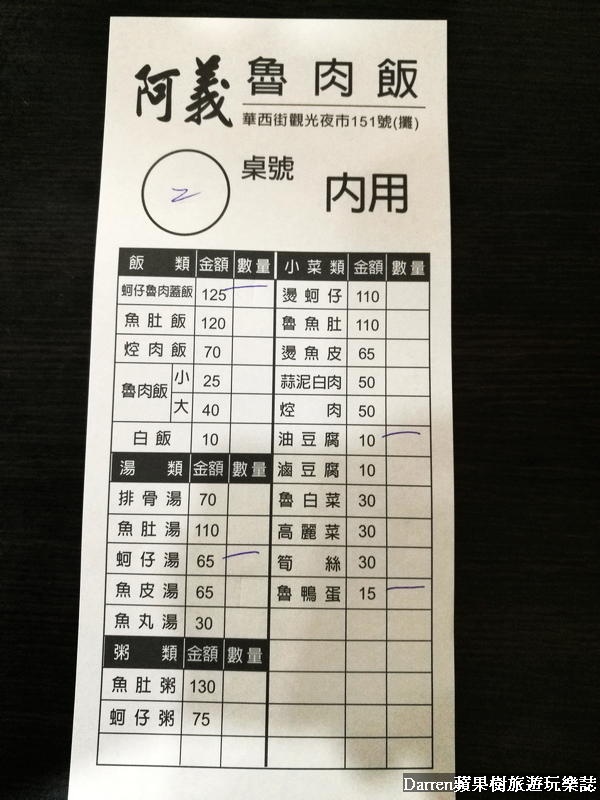 阿義 魯肉飯
華西街觀光夜市151號(攤)
2 桌號 內用
飯類 金額 數量
蚵仔魯肉蓋飯 125 一
魚肚飯 120
焢肉飯 70
魯肉飯 小 25
大 40
白飯 10
湯類 金額 數量
排骨湯 70
魚肚湯 110
蚵仔湯 65 一
魚皮湯 65
魚丸湯 30
粥類 金額 數量
魚肚粥 130
蚵仔粥 75
小菜類 金額 數量
燙蚵仔 110
魯魚肚 110
燙魚皮 65
蒜泥白肉 50
焢肉 50
油豆腐 10 一
滷豆腐 10
魯白菜 30
高麗菜 30
筍絲 30
魯鴨蛋 15 一
Darren蘋果樹旅遊玩樂誌